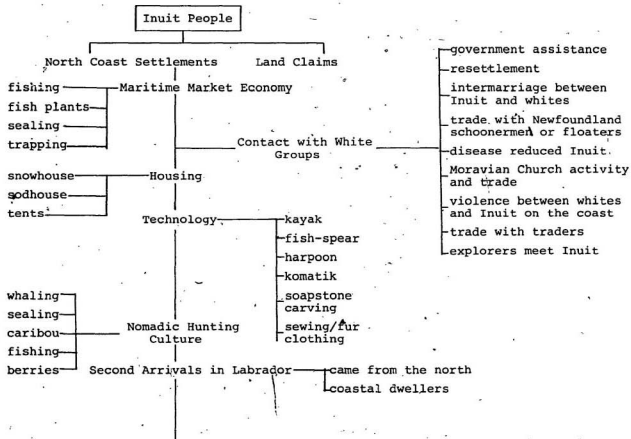 Inuit People
North Coast Settlements
Land Claims
fishing
fish plants
sealing
trapping
Maritime Market Economy
Contact with White
Groups
government assistance
resettlement
intermarriage between
Inuit and whites
trade with Newfoundland
schoonermen or floaters
disease reduced Inuit
Moravian Church activity
and trade
violence between whites
and Inuit on the coast
trade with traders
explorers meet Inuit
snowhouse
sodhouse
tents
Housing
Technology
kayak
fish-spear
harpoon
komatik
soapstone
carving
sewing/fur
clothing
whaling
sealing
caribou
fishing
berries
Nomadic Hunting
Culture
Second Arrivals in Labrador
came from the north
coastal dwellers